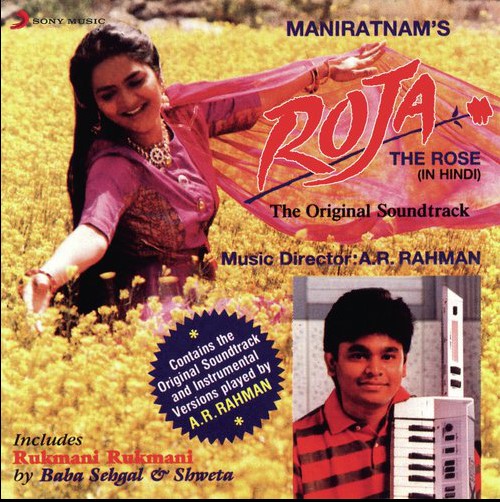 SONY MUSIC
MANIRATNAM'S
ROJA
THE ROSE
(IN HINDI)
The Original Soundtrack
Music Director: A.R. RAHMAN
*
Contains the
Original Soundtrack
and Instrumental
Versions played by
A.R. RAHMAN
*
Includes
Rukmani Rukmani
by Baba Sehgal & Shweta